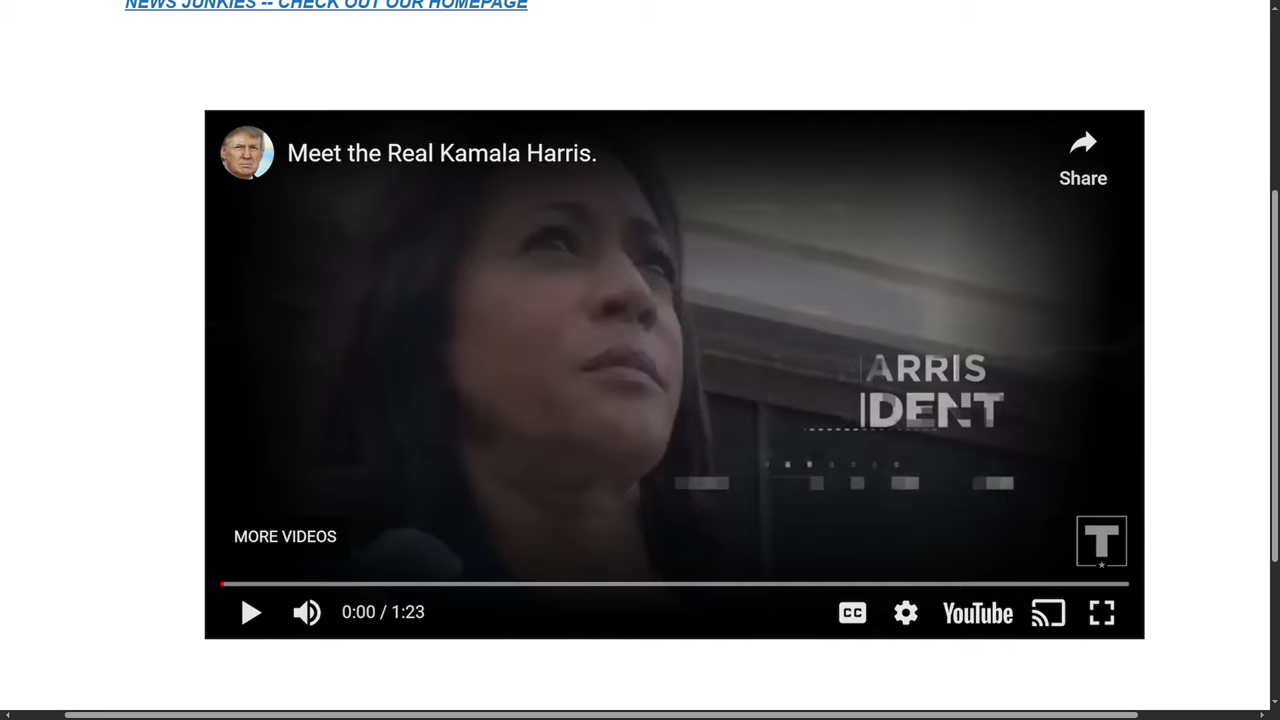 NEWS JUNKIES -- CHECK OUT OUR HOMEPAGE
Meet the Real Kamala Harris.
Share
ARRIS
IDENT
MORE VIDEOS
T
0:00 / 1:23
CC
YouTube